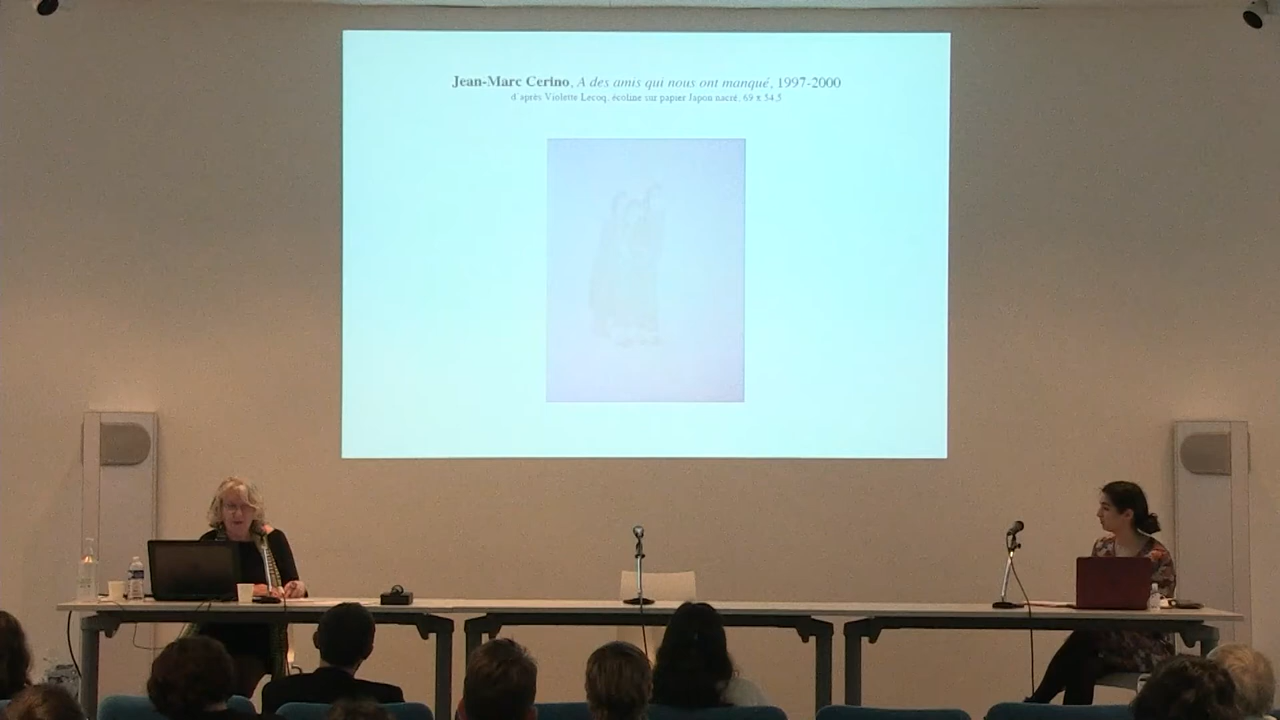 Jean-Marc Cerino, A des amis qui nous ont manqué, 1997-2000
d'après Violette Lecoq, écoline sur papier Japon nacré, 69 x 54,5